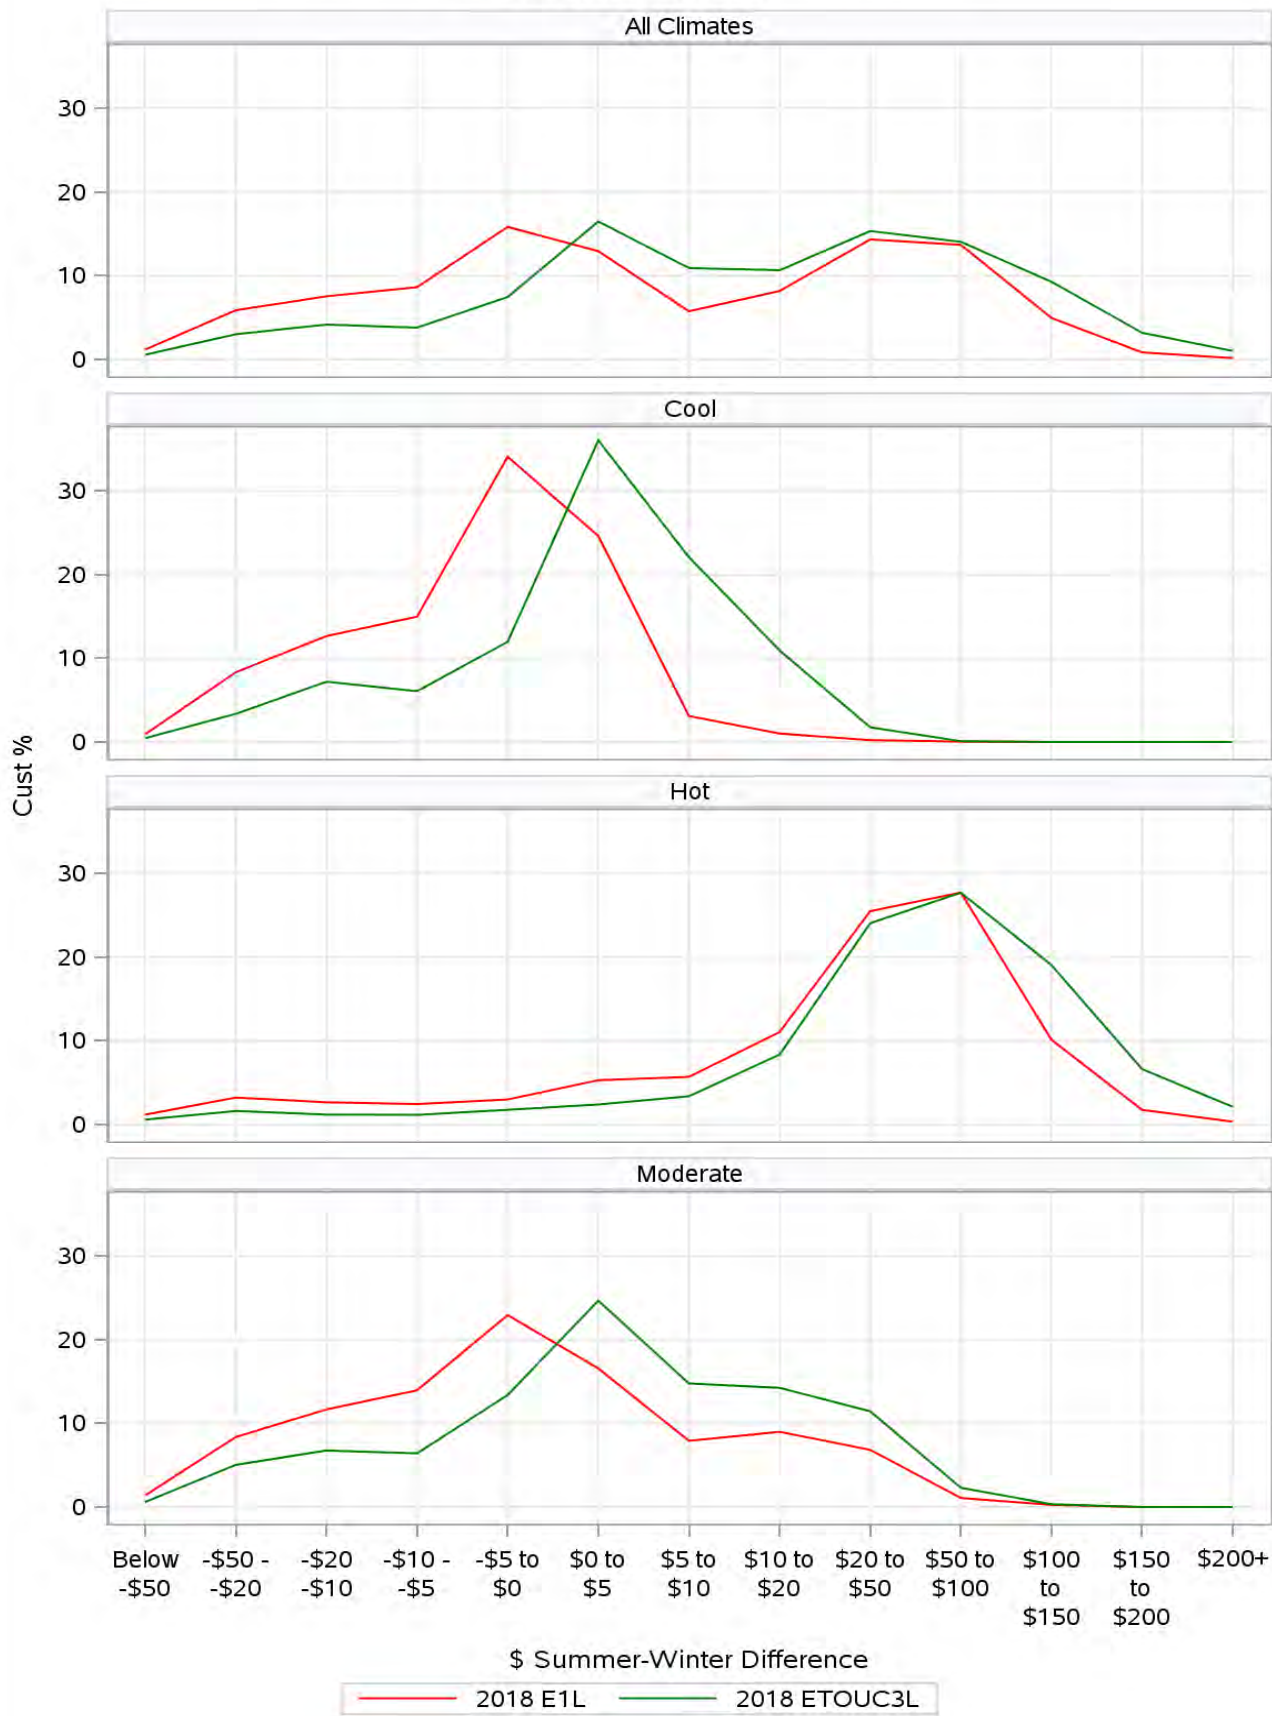 All Climates
30
20
10
0
Cool
30
20
10
0
Hot
30
20
10
0
Moderate
30
20
10
0
Cust %
Below
-$50
-$50 -
-$20
-$20
-$10
-$10 -
-$5
-$5 to
$0
$0 to
$5
$5 to
$10
$10 to
$20
$20 to
$50
$50 to
$100
$100
to
$150
$150
to
$200
$200+
$ Summer-Winter Difference
2018 E1L
2018 ETOUC3L